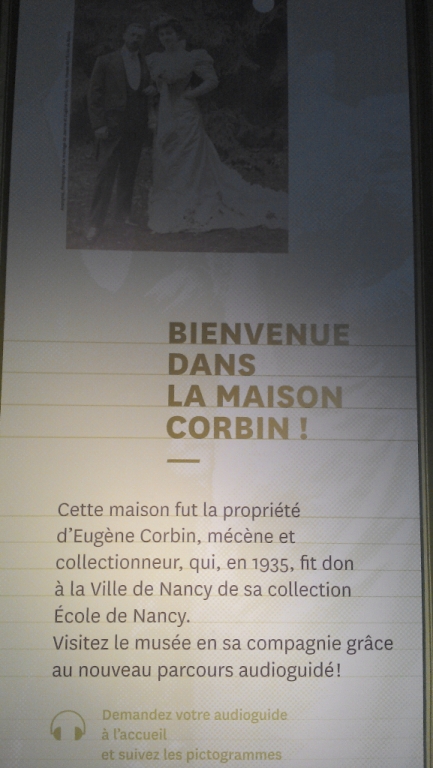 BIENVENUE
DANS
LA MAISON
CORBIN !
Cette maison fut la propriété
d'Eugène Corbin, mécène et
collectionneur, qui, en 1935, fit don
à la Ville de Nancy de sa collection
École de Nancy.
Visitez le musée en sa compagnie grâce
au nouveau parcours audioguidé!
Demandez votre audioguide
à l'accueil
et suivez les pictogrammes